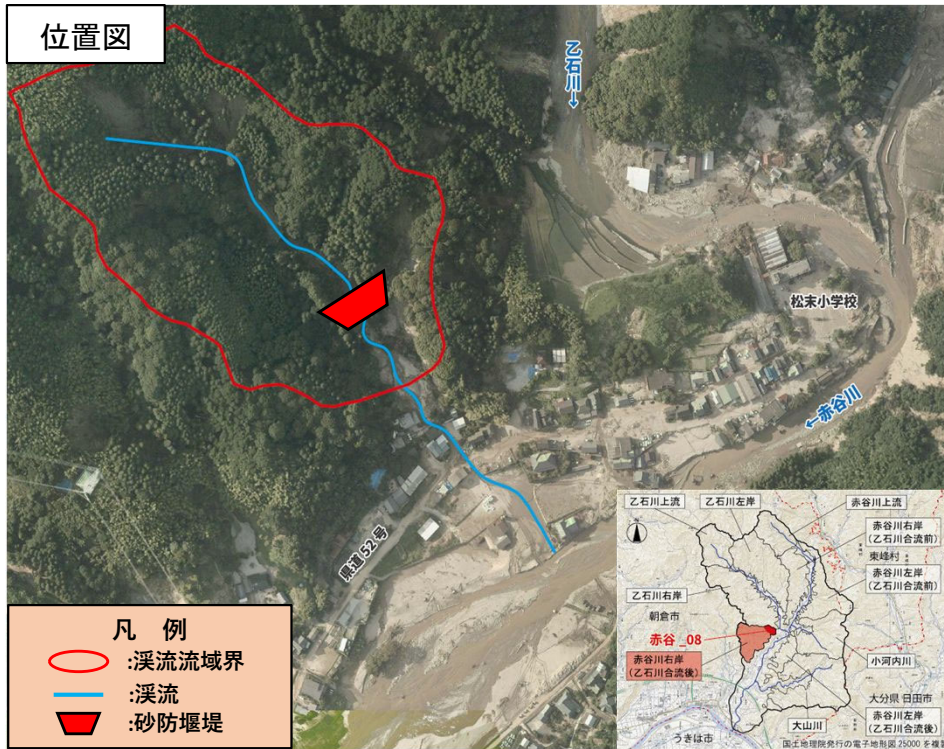 位置図
乙石川→
松末小学校
←赤谷川
県道52号
凡 例
:渓流流域界
:渓流
:砂防堰堤
乙石川上流
乙石川左岸
赤谷川上流
赤谷川右岸
(乙石川合流前)
東峰村
赤谷川左岸
(乙石川合流前)
乙石川右岸
朝倉市
赤谷_08
赤谷川右岸
(乙石川合流後)
小河内川
大分県 日田市
赤谷川左岸
(乙石川合流後)
大山川
うきは市
国土地理院発行の電子地形図25000を複